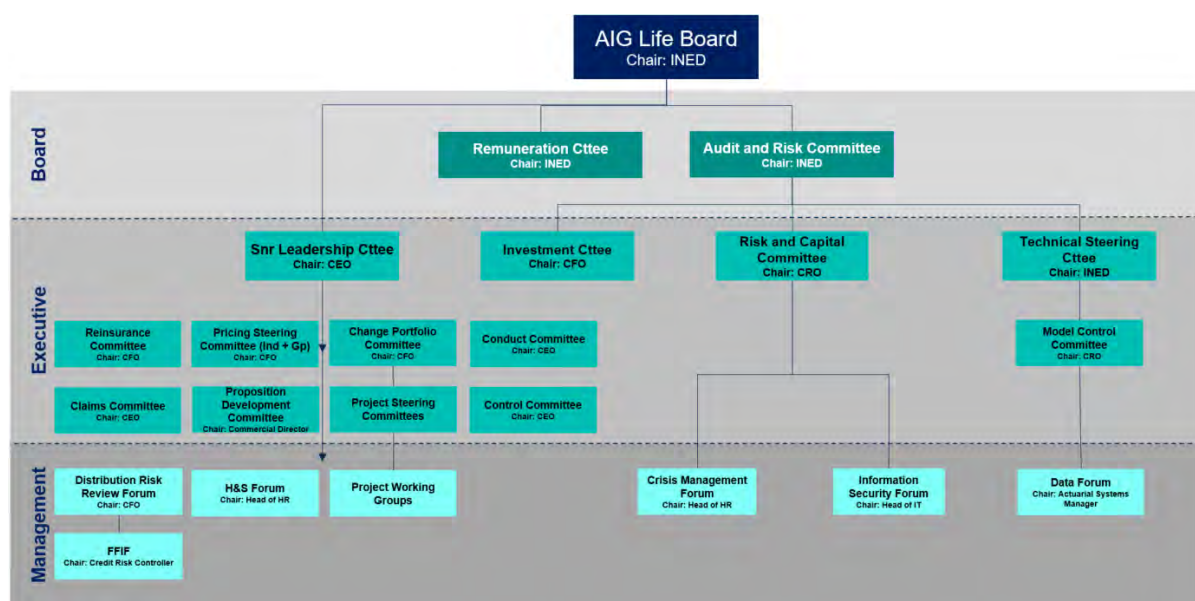 AIG Life Board
Chair: INED
Board
Remuneration Cttee
Chair: INED
Audit and Risk Committee
Chair: INED
Executive
Snr Leadership Cttee
Chair: CEO
Investment Cttee
Chair: CFO
Risk and Capital
Committee
Chair: CRO
Technical Steering
Cttee
Chair: INED
Reinsurance
Committee
Chair: CFO
Pricing Steering
Committee (Ind + Gp)
Chair: CFO
Change Portfolio
Committee
Chair: CFO
Conduct Committee
Chair: CEO
Model Control
Committee
Chair: CRO
Claims Committee
Chair: CEO
Proposition
Development
Committee
Chair: Commercial Director
Project Steering
Committees
Control Committee
Chair: CEO
Management
Distribution Risk
Review Forum
Chair: CFO
H&S Forum
Chair: Head of HR
Project Working
Groups
Crisis Management
Forum
Chair: Head of HR
Information
Security Forum
Chair: Head of IT
Data Forum
Chair: Actuarial Systems
Manager
FFIF
Chair: Credit Risk Controller